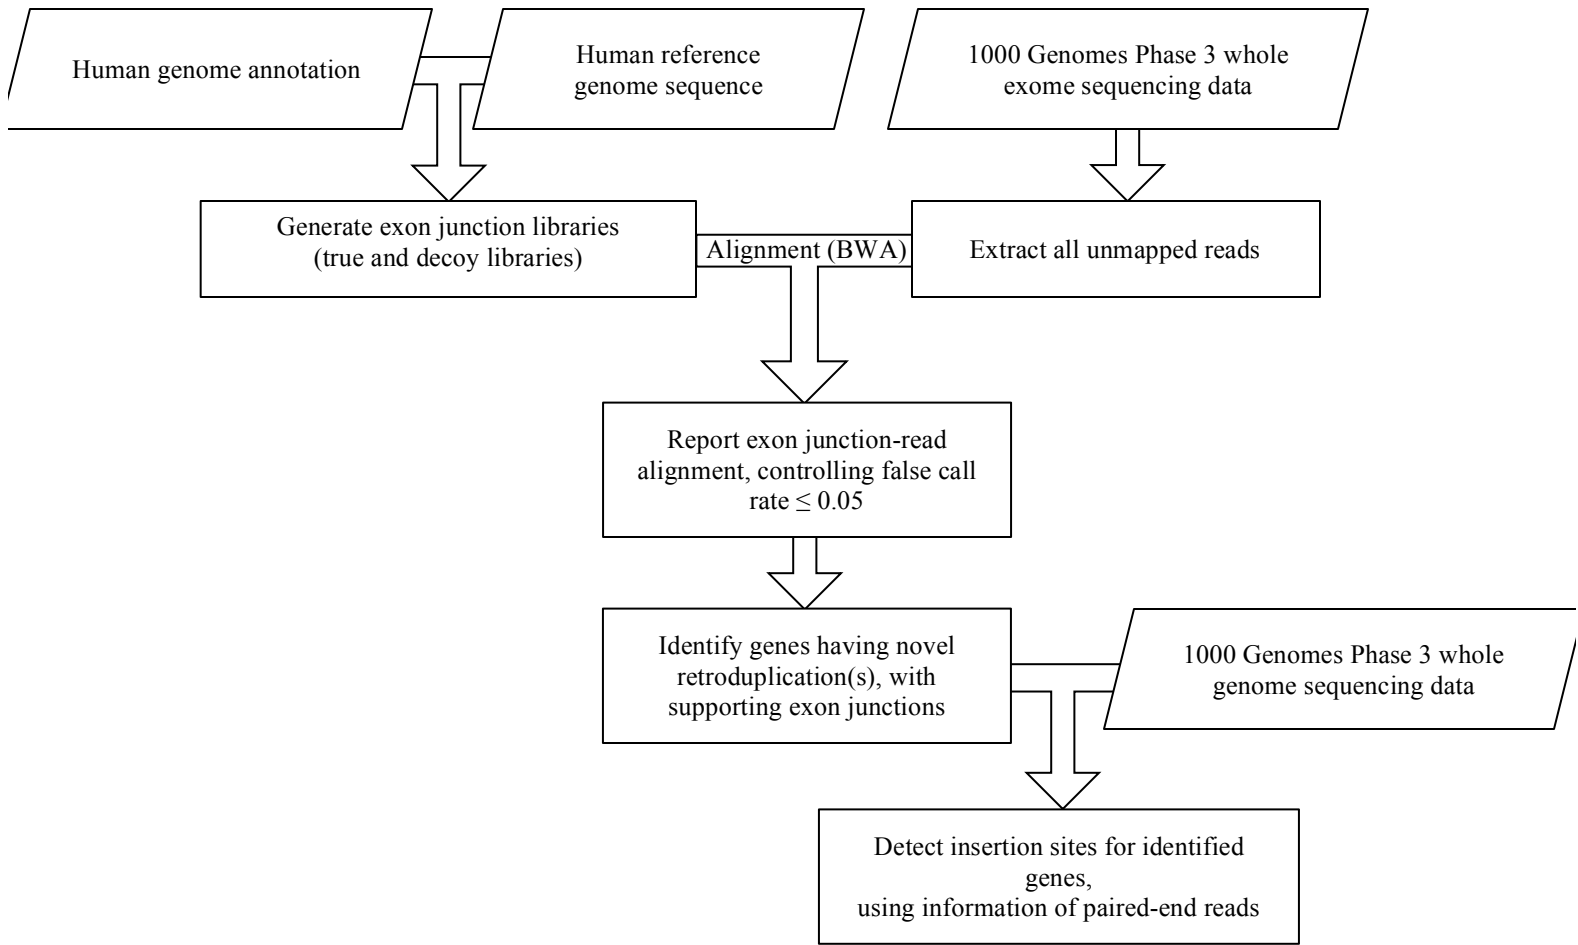 Human genome annotation
Human reference
genome sequence
1000 Genomes Phase 3 whole
exome sequencing data
Generate exon junction libraries
(true and decoy libraries)
Alignment (BWA)
Extract all unmapped reads
Report exon junction-read
alignment, controlling false call
rate ≤ 0.05
Identify genes having novel
retroduplication(s), with
supporting exon junctions
1000 Genomes Phase 3 whole
genome sequencing data
Detect insertion sites for identified
genes,
using information of paired-end reads